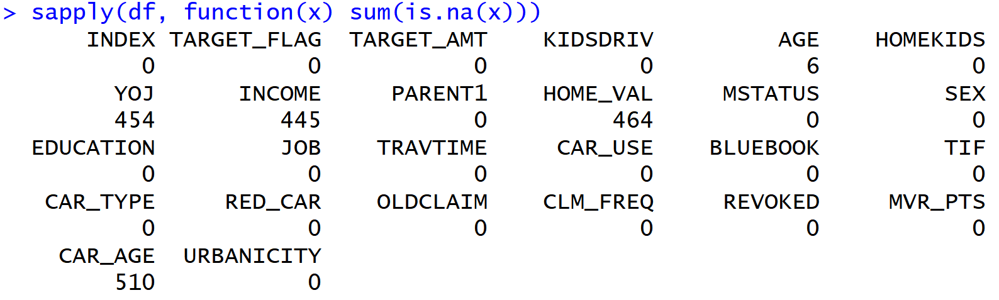 > sapply(df, function(x) sum(is.na(x)))
INDEX TARGET_FLAG TARGET_AMT KIDSDRIV AGE HOMEKIDS
0 0 0 0 6 0
YOJ INCOME PARENT1 HOME_VAL MSTATUS SEX
454 445 0 464 0 0
EDUCATION JOB TRAVTIME CAR_USE BLUEBOOK TIF
0 0 0 0 0 0
CAR_TYPE RED_CAR OLDCLAIM CLM_FREQ REVOKED MVR_PTS
0 0 0 0 0 0
CAR_AGE URBANICITY
510 0